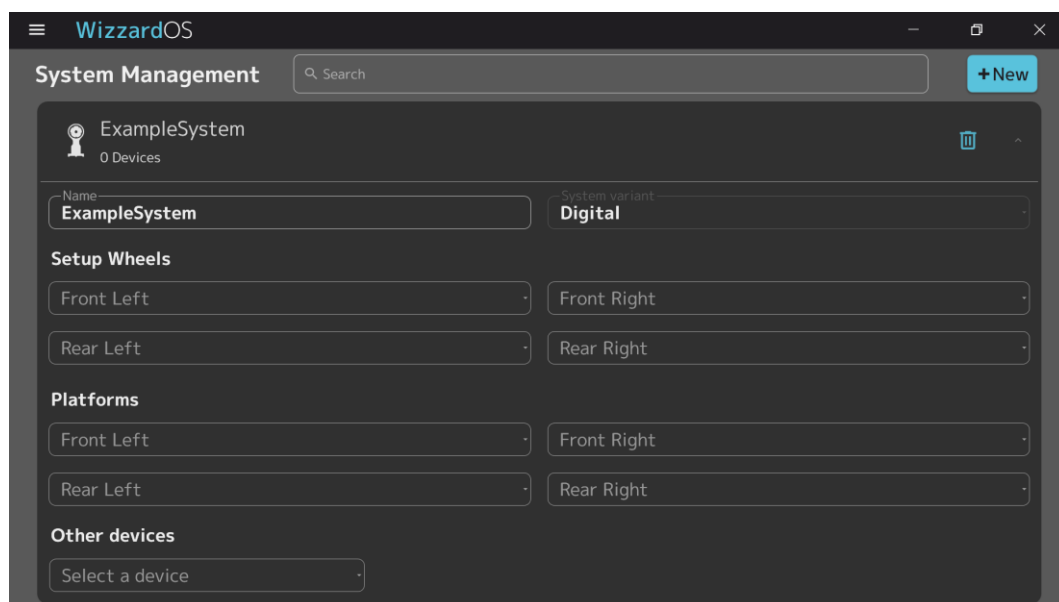 WizzardOS
System Management
Search
+New
ExampleSystem
0 Devices
Name
System variant
ExampleSystem
Digital
Setup Wheels
Front Left
Front Right
Rear Left
Rear Right
Platforms
Front Left
Front Right
Rear Left
Rear Right
Other devices
Select a device